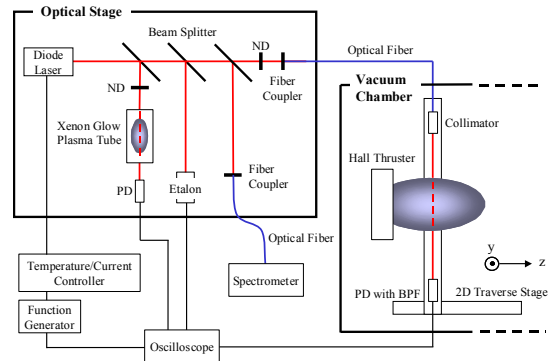 Optical Stage
Beam Splitter
Diode
Laser
ND
ND
Fiber
Coupler
Optical Fiber
Vacuum
Chamber
Xenon Glow
Plasma Tube
Collimator
Hall Thruster
PD
Etalon
Fiber
Coupler
Optical Fiber
y
z
Temperature/Current
Controller
Spectrometer
PD with BPF
2D Traverse Stage
Function
Generator
Oscilloscope